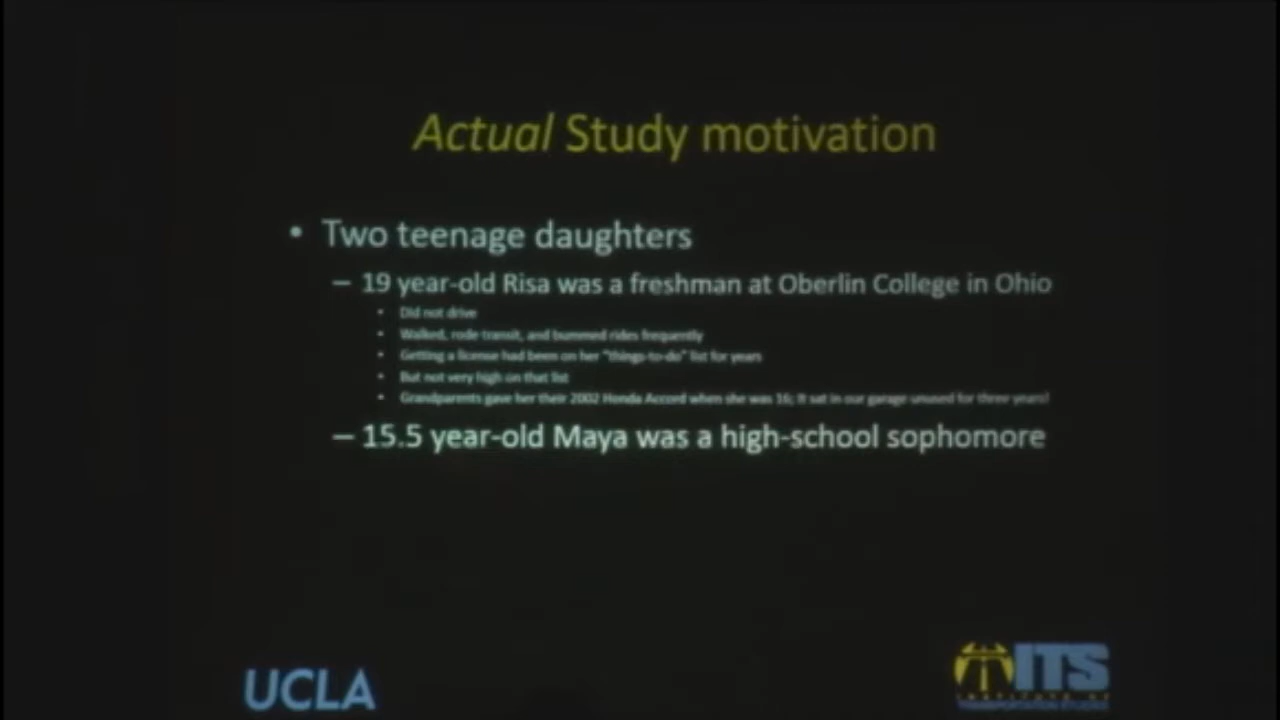 Actual Study motivation
• Two teenage daughters
– 19 year-old Risa was a freshman at Oberlin College in Ohio
• Did not drive
• Walked, rode transit, and bummed rides frequently
• Getting a license had been on her "things-to-do" list for years
• But not very high on that list
• Grandparents gave her their 2002 Honda Accord when she was 16; it sat in our garage unused for three years!
– 15.5 year-old Maya was a high-school sophomore
UCLA
ITS
INSTITUTE OF
TRANSPORTATION STUDIES